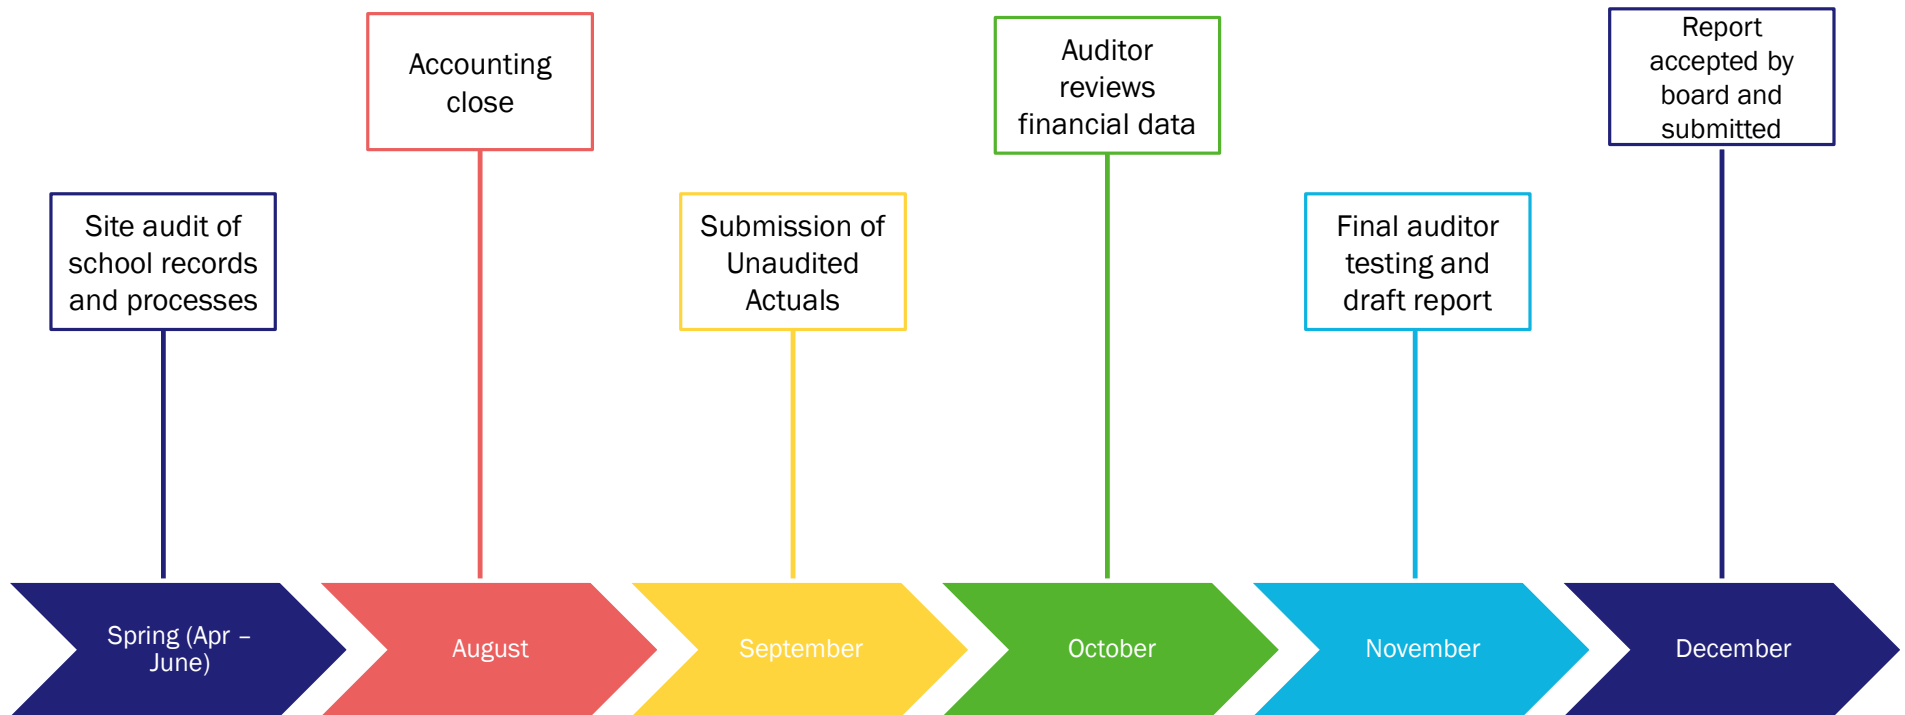 Accounting
close
Auditor
reviews
financial data
Report
accepted by
board and
submitted
Site audit of
school records
and processes
Submission of
Unaudited
Actuals
Final auditor
testing and
draft report
Spring (Apr –
June)
August
September
October
November
December